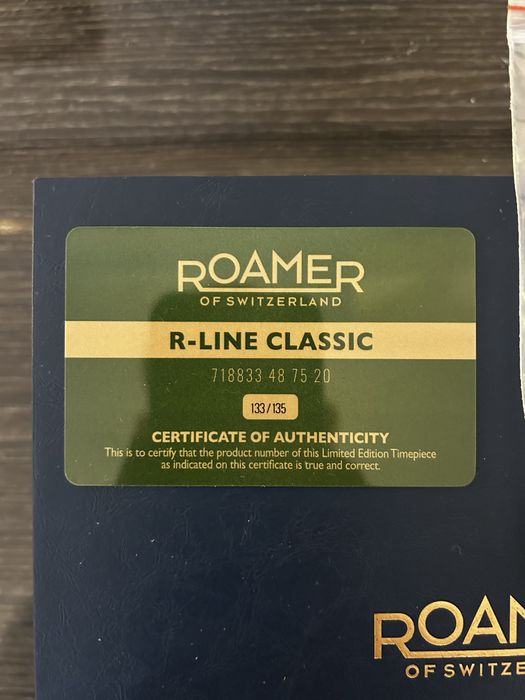 ROAMER
OF SWITZERLAND
R-LINE CLASSIC
718833 48 75 20
133/135
CERTIFICATE OF AUTHENTICITY
This is to certify that the product number of this Limited Edition Timepiece
as indicated on this certificate is true and correct.
ROAM
OF SWITZE